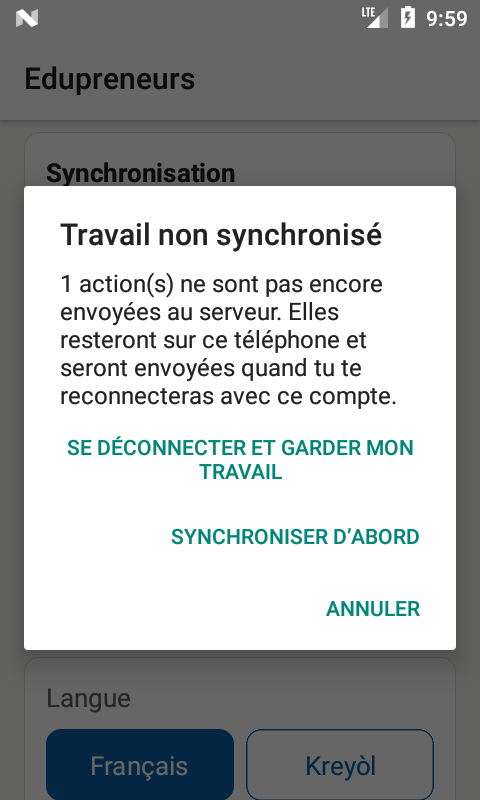 LTE 9:59
Edupreneurs
Synchronisation
Travail non synchronisé
1 action(s) ne sont pas encore
envoyées au serveur. Elles
resteront sur ce téléphone et
seront envoyées quand tu te
reconnecteras avec ce compte.
SE DÉCONNECTER ET GARDER MON
TRAVAIL
SYNCHRONISER D’ABORD
ANNULER
Langue
Français Kreyòl